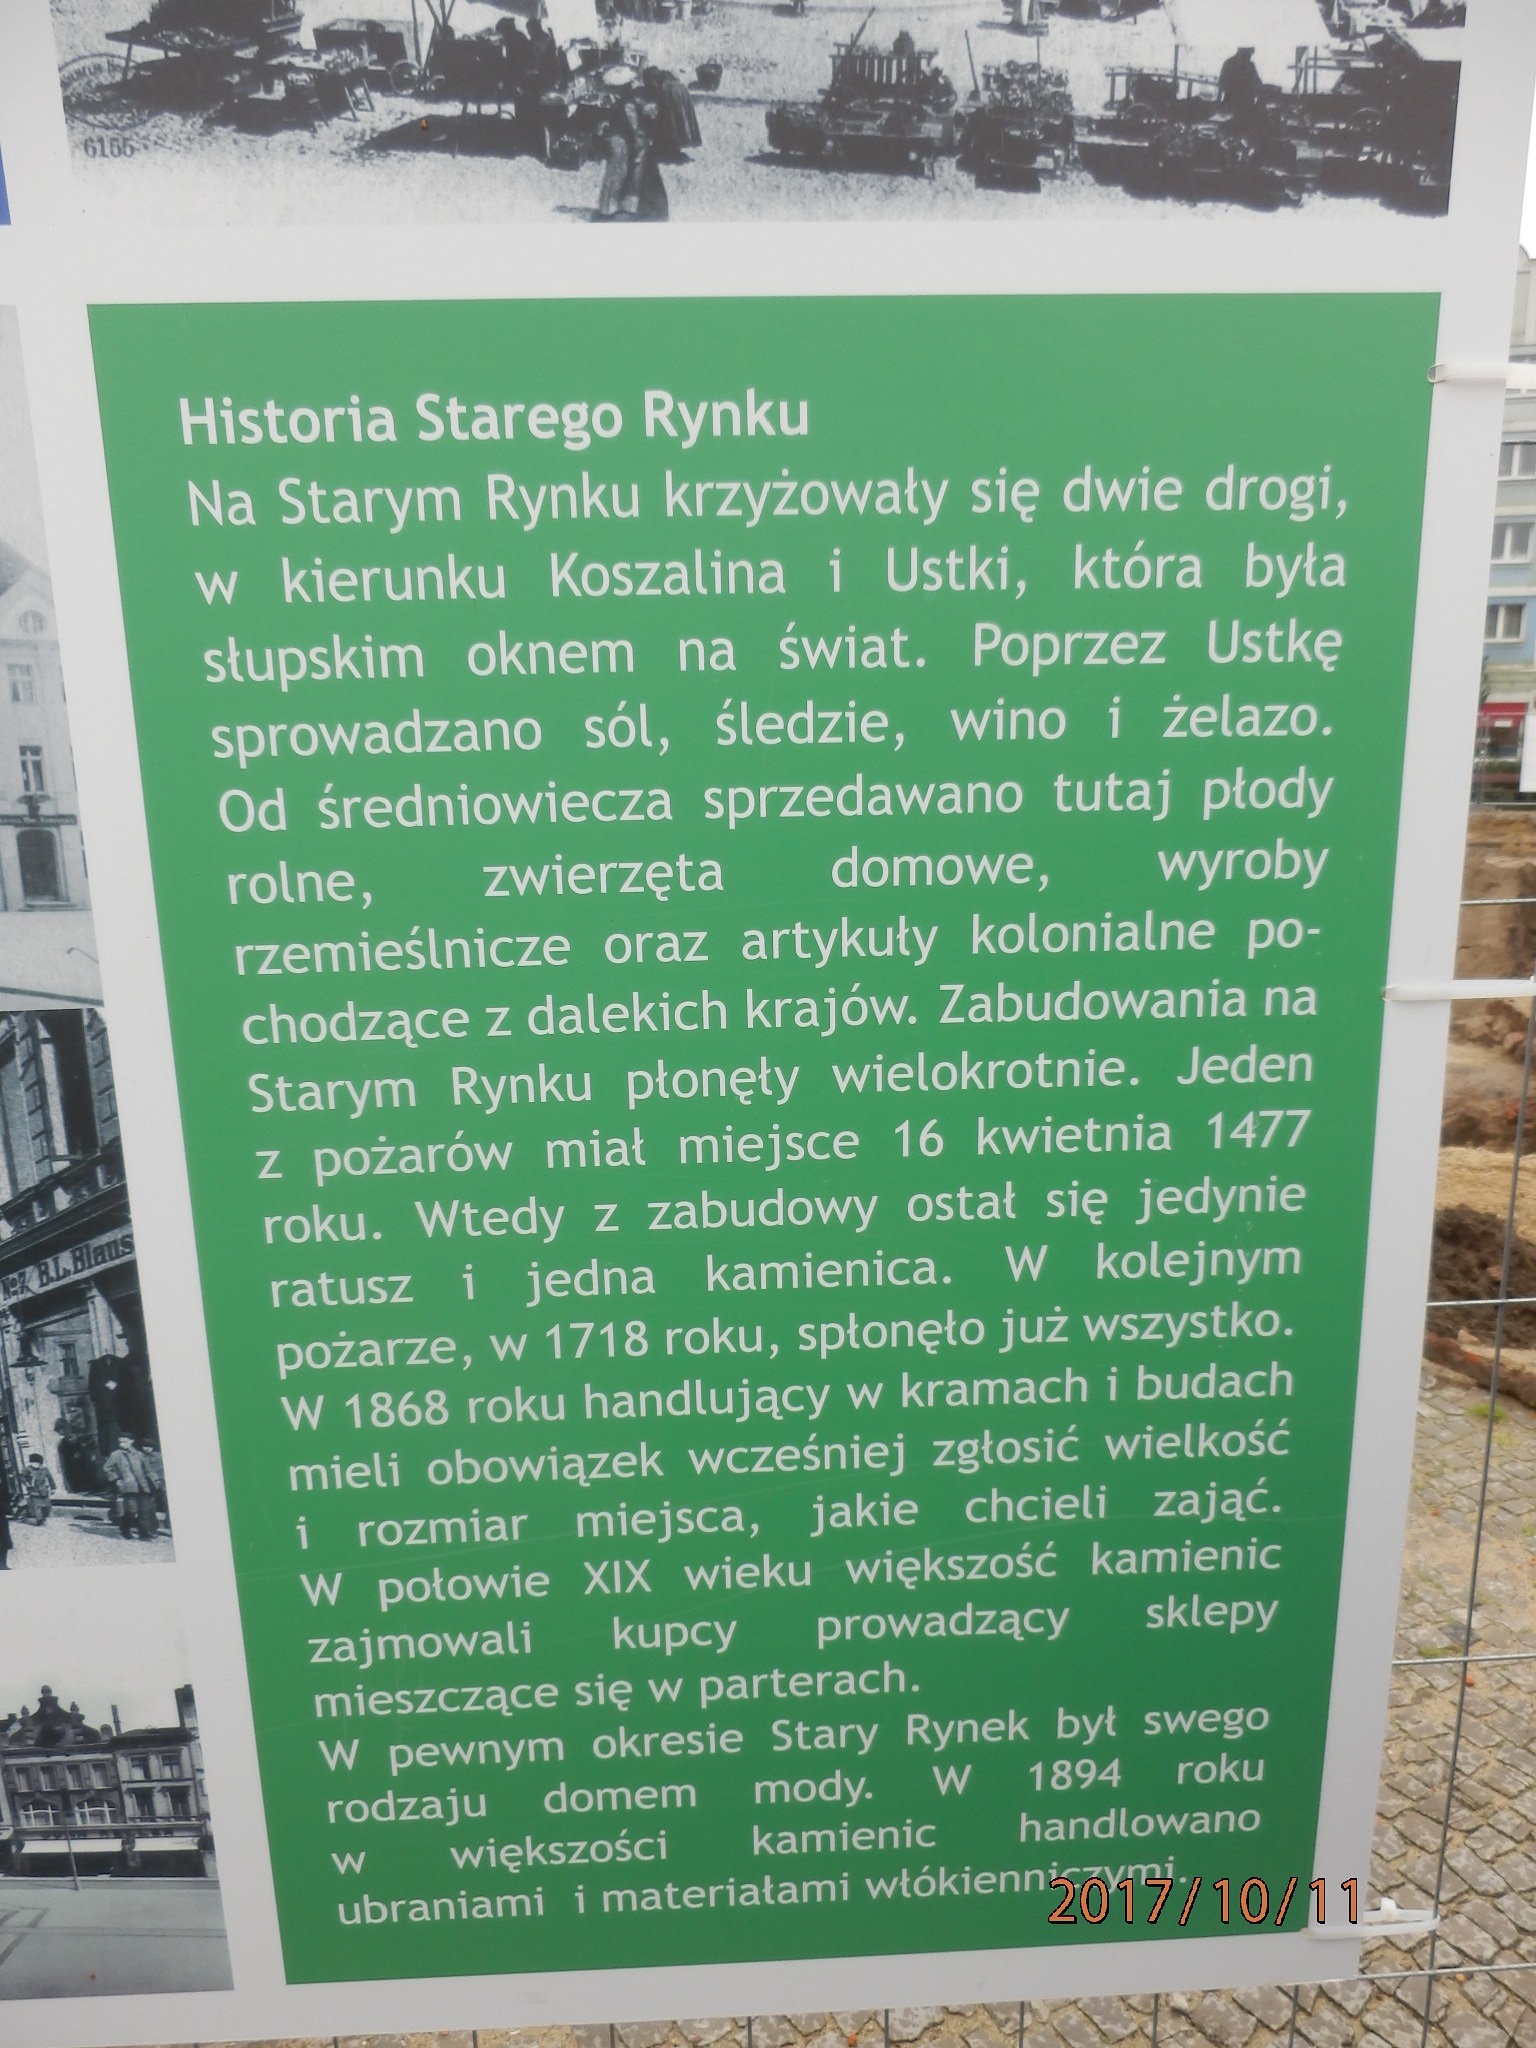 6166
Historia Starego Rynku
Na Starym Rynku krzyżowały się dwie drogi,
w kierunku Koszalina i Ustki, która była
słupskim oknem na świat. Poprzez Ustkę
sprowadzano sól, śledzie, wino i żelazo.
Od średniowiecza sprzedawano tutaj płody
rolne, zwierzęta domowe, wyroby
rzemieślnicze oraz artykuły kolonialne po-
chodzące z dalekich krajów. Zabudowania na
Starym Rynku płonęły wielokrotnie. Jeden
z pożarów miał miejsce 16 kwietnia 1477
roku. Wtedy z zabudowy ostał się jedynie
ratusz i jedna kamienica. W kolejnym
pożarze, w 1718 roku, spłonęło już wszystko.
W 1868 roku handlujący w kramach i budach
mieli obowiązek wcześniej zgłosić wielkość
i rozmiar miejsca, jakie chcieli zająć.
W połowie XIX wieku większość kamienic
zajmowali kupcy prowadzący sklepy
mieszczące się w parterach.
W pewnym okresie Stary Rynek był swego
rodzaju domem mody. W 1894 roku
w większości kamienic handlowano
ubraniami i materiałami włókienniczymi.
B.L. Blaus
2017/10/11